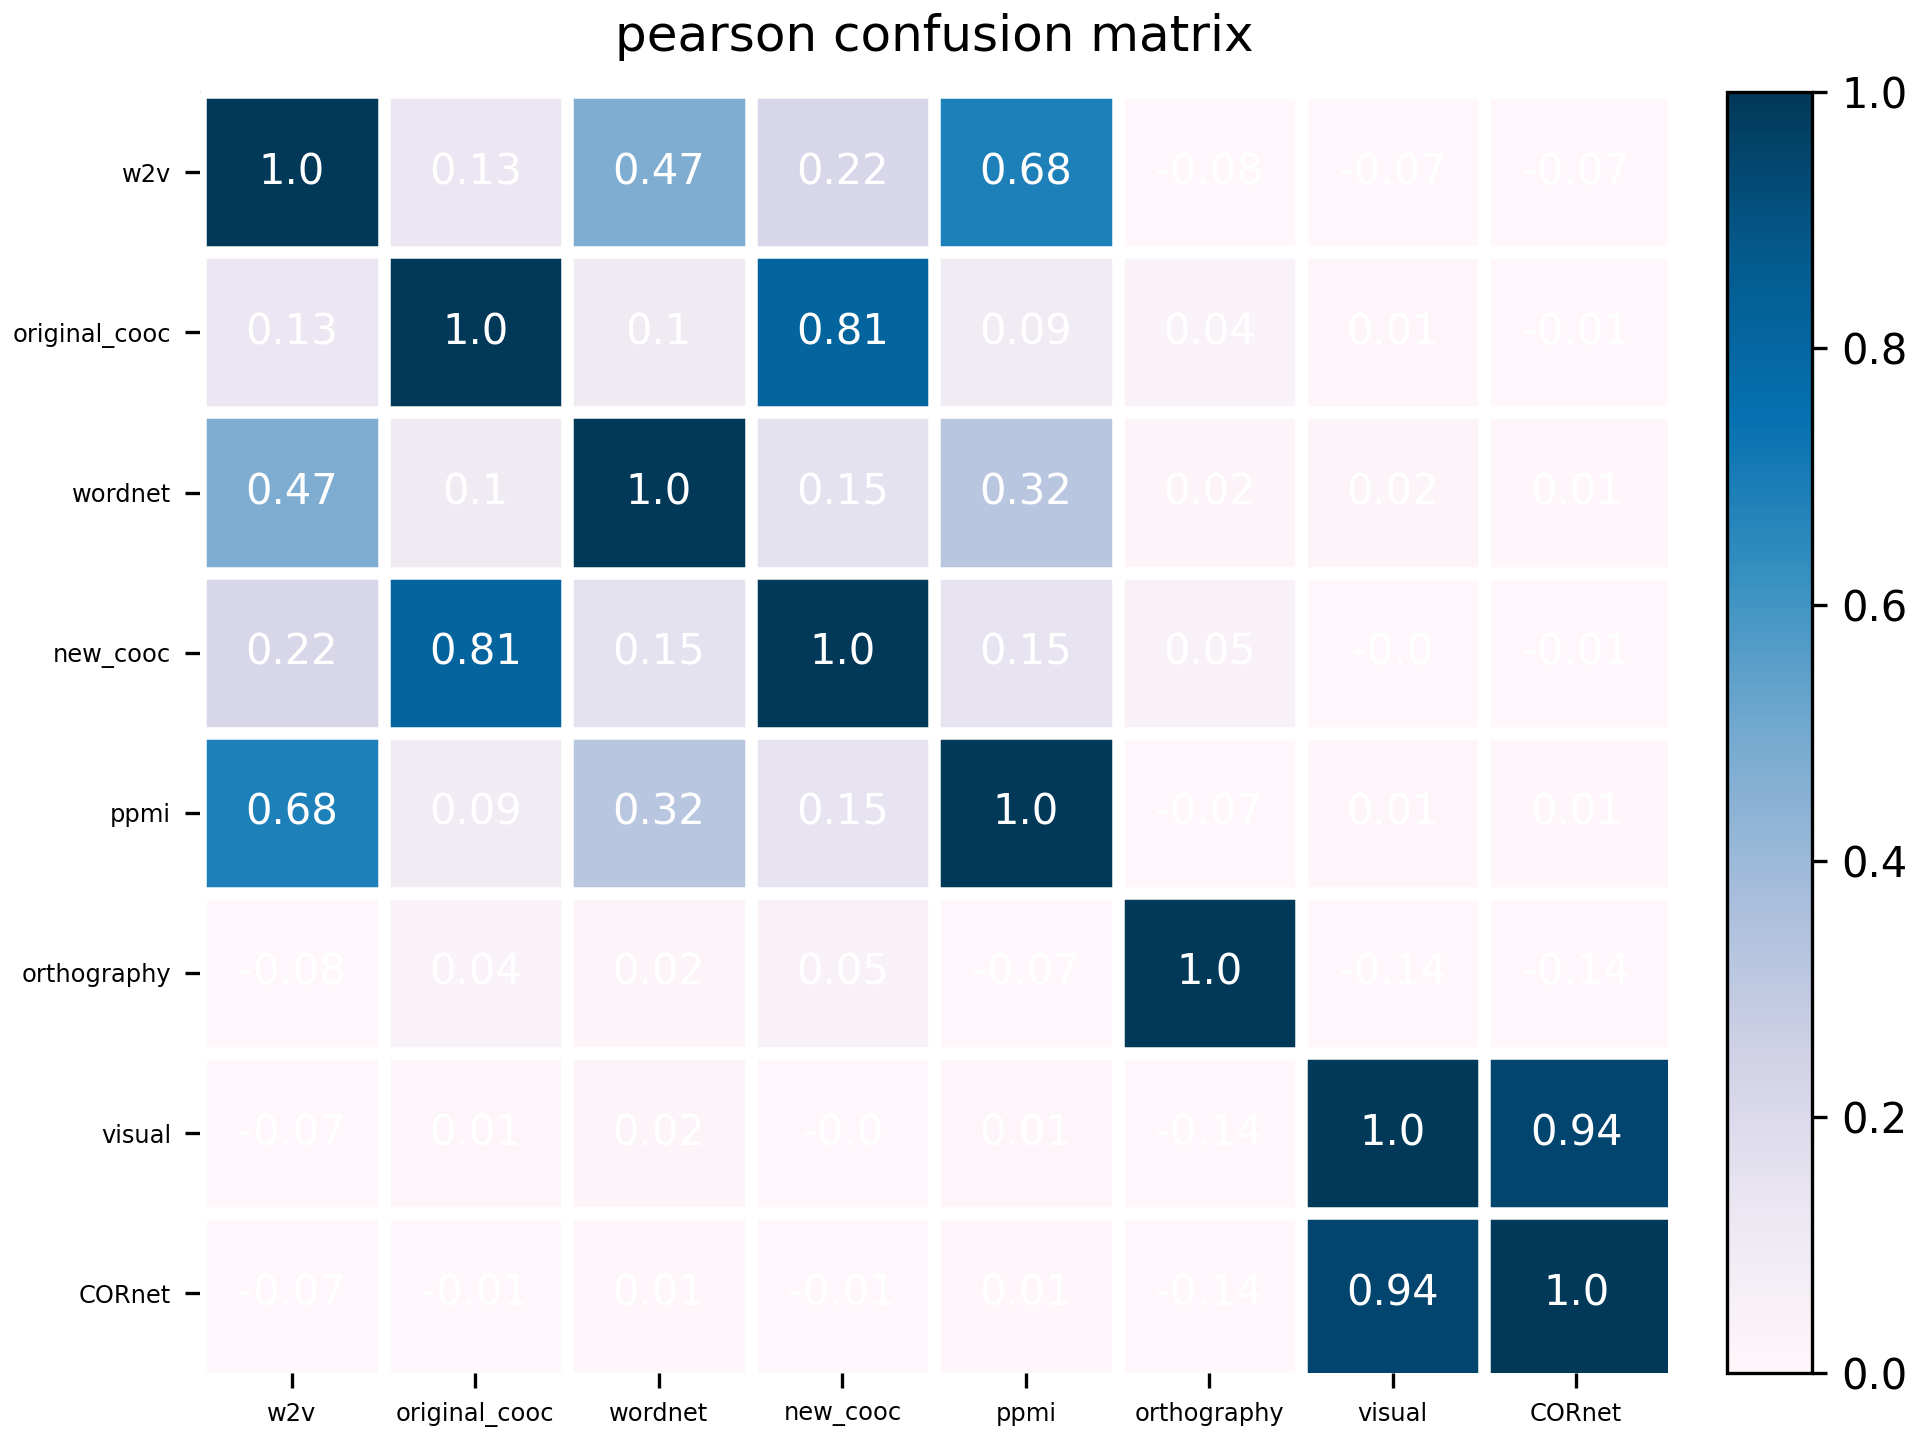 pearson confusion matrix
w2v 1.0 0.13 0.47 0.22 0.68 -0.08 -0.07 -0.07
original_cooc 0.13 1.0 0.1 0.81 0.09 0.04 0.01 -0.01
wordnet 0.47 0.1 1.0 0.15 0.32 0.02 0.02 0.01
new_cooc 0.22 0.81 0.15 1.0 0.15 0.05 -0.0 -0.01
ppmi 0.68 0.09 0.32 0.15 1.0 -0.07 0.01 0.01
orthography -0.08 0.04 0.02 0.05 -0.07 1.0 -0.14 -0.14
visual -0.07 0.01 0.02 -0.0 0.01 -0.14 1.0 0.94
CORnet -0.07 -0.01 0.01 -0.01 0.01 -0.14 0.94 1.0
w2v original_cooc wordnet new_cooc ppmi orthography visual CORnet
1.0
0.8
0.6
0.4
0.2
0.0